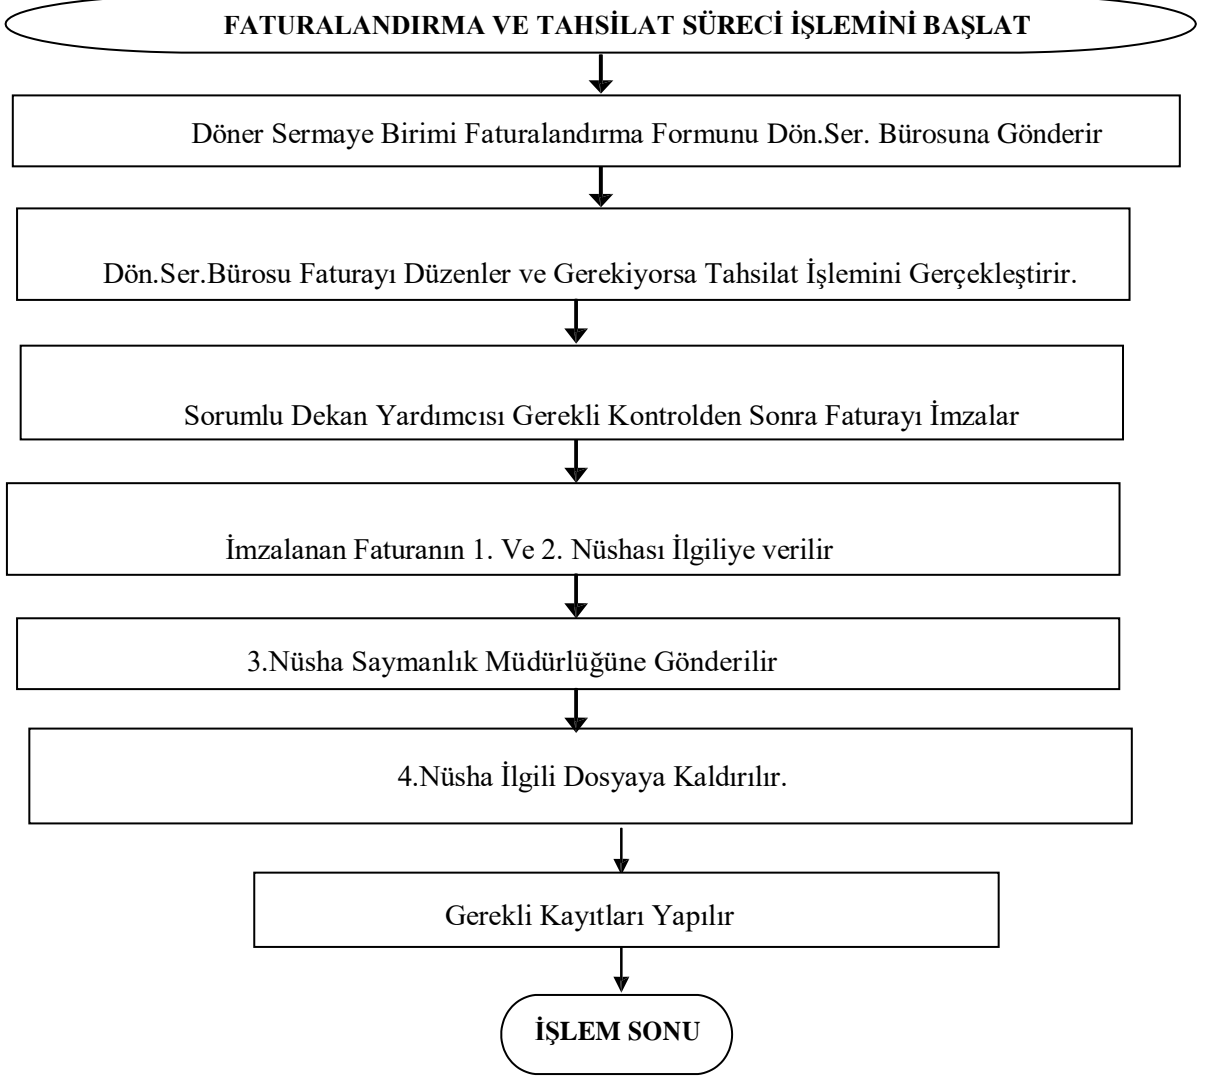 FATURALANDIRMA VE TAHSİLAT SÜRECİ İŞLEMİNİ BAŞLAT
Döner Sermaye Birimi Faturalandırma Formunu Dön.Ser. Bürosuna Gönderir
Dön.Ser.Bürosu Faturayı Düzenler ve Gerekiyorsa Tahsilat İşlemini Gerçekleştirir.
Sorumlu Dekan Yardımcısı Gerekli Kontrolden Sonra Faturayı İmzalar
İmzalanan Faturanın 1. Ve 2. Nüshası İlgiliye verilir
3.Nüsha Saymanlık Müdürlüğüne Gönderilir
4.Nüsha İlgili Dosyaya Kaldırılır.
Gerekli Kayıtları Yapılır
İŞLEM SONU